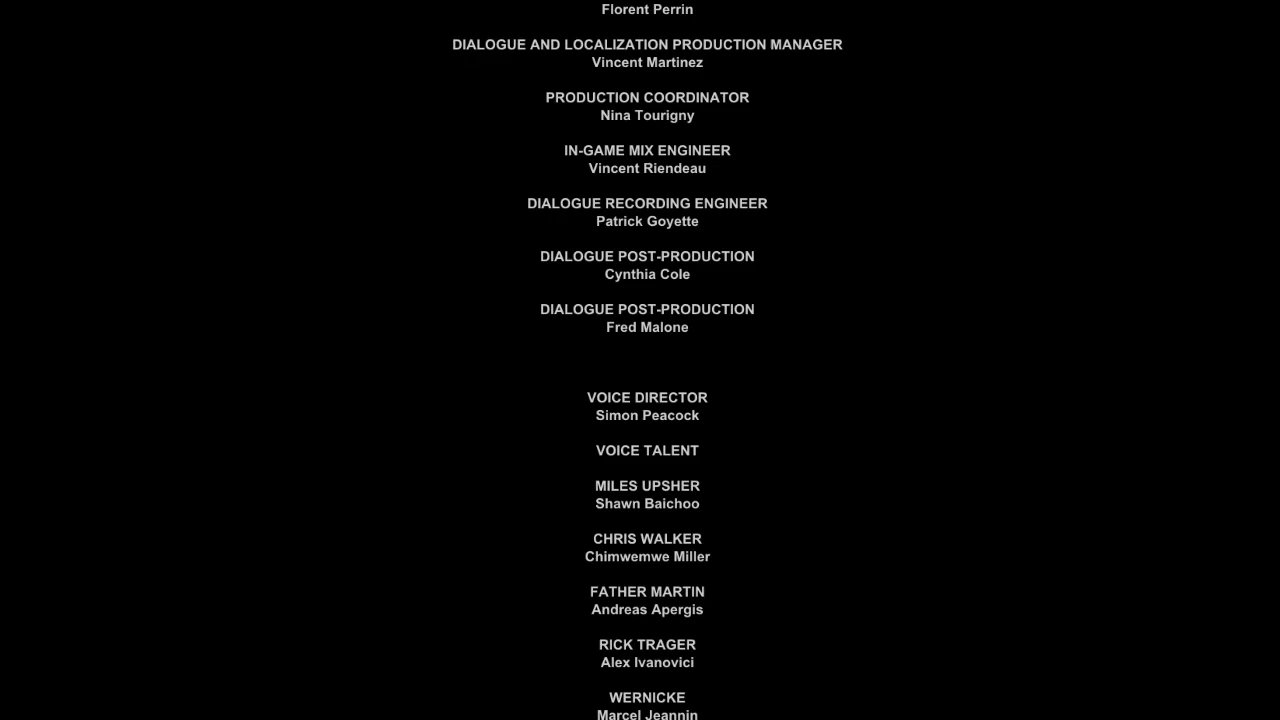 Florent Perrin
DIALOGUE AND LOCALIZATION PRODUCTION MANAGER
Vincent Martinez
PRODUCTION COORDINATOR
Nina Tourigny
IN-GAME MIX ENGINEER
Vincent Riendeau
DIALOGUE RECORDING ENGINEER
Patrick Goyette
DIALOGUE POST-PRODUCTION
Cynthia Cole
DIALOGUE POST-PRODUCTION
Fred Malone
VOICE DIRECTOR
Simon Peacock
VOICE TALENT
MILES UPSHER
Shawn Baichoo
CHRIS WALKER
Chimwemwe Miller
FATHER MARTIN
Andreas Apergis
RICK TRAGER
Alex Ivanovici
WERNICKE
Marcel Jeannin